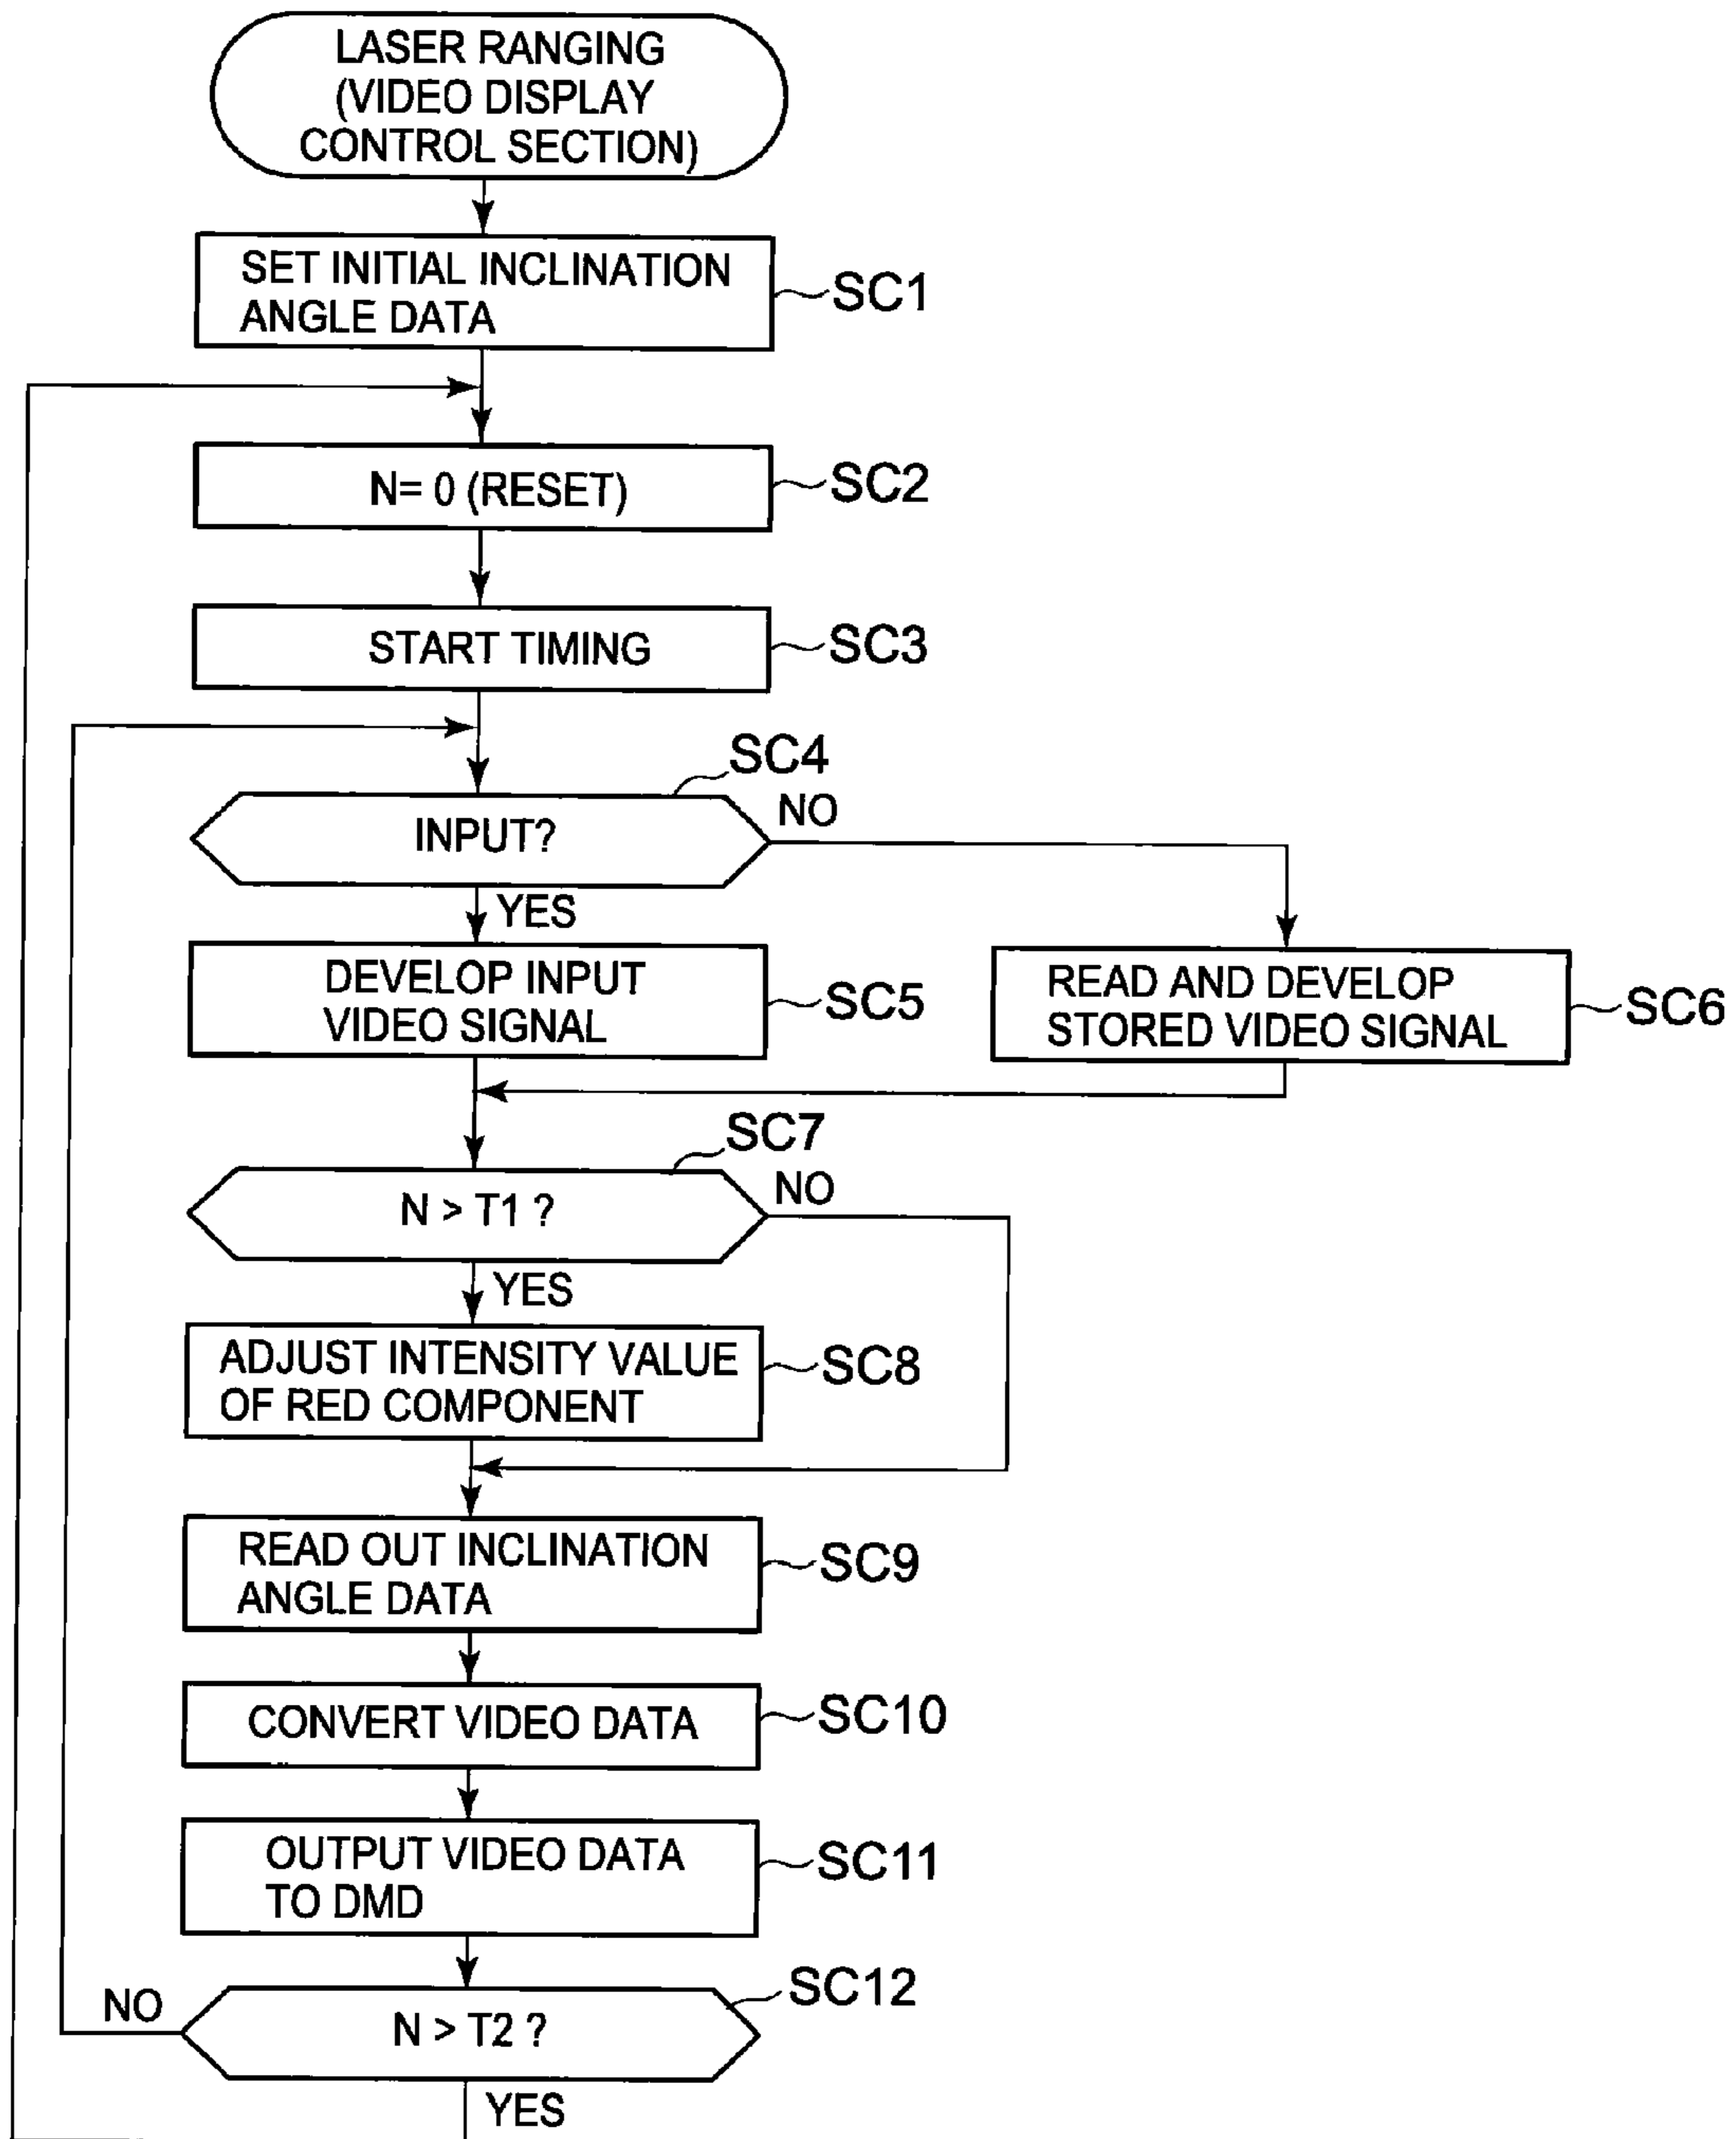 LASER RANGING
(VIDEO DISPLAY
CONTROL SECTION)
SET INITIAL INCLINATION
ANGLE DATA
SC1
N= 0 (RESET)
SC2
START TIMING
SC3
SC4
INPUT?
NO
YES
DEVELOP INPUT
VIDEO SIGNAL
SC5
READ AND DEVELOP
STORED VIDEO SIGNAL
SC6
SC7
N > T1 ?
NO
YES
ADJUST INTENSITY VALUE
OF RED COMPONENT
SC8
READ OUT INCLINATION
ANGLE DATA
SC9
CONVERT VIDEO DATA
SC10
OUTPUT VIDEO DATA
TO DMD
SC11
SC12
NO
N > T2 ?
YES